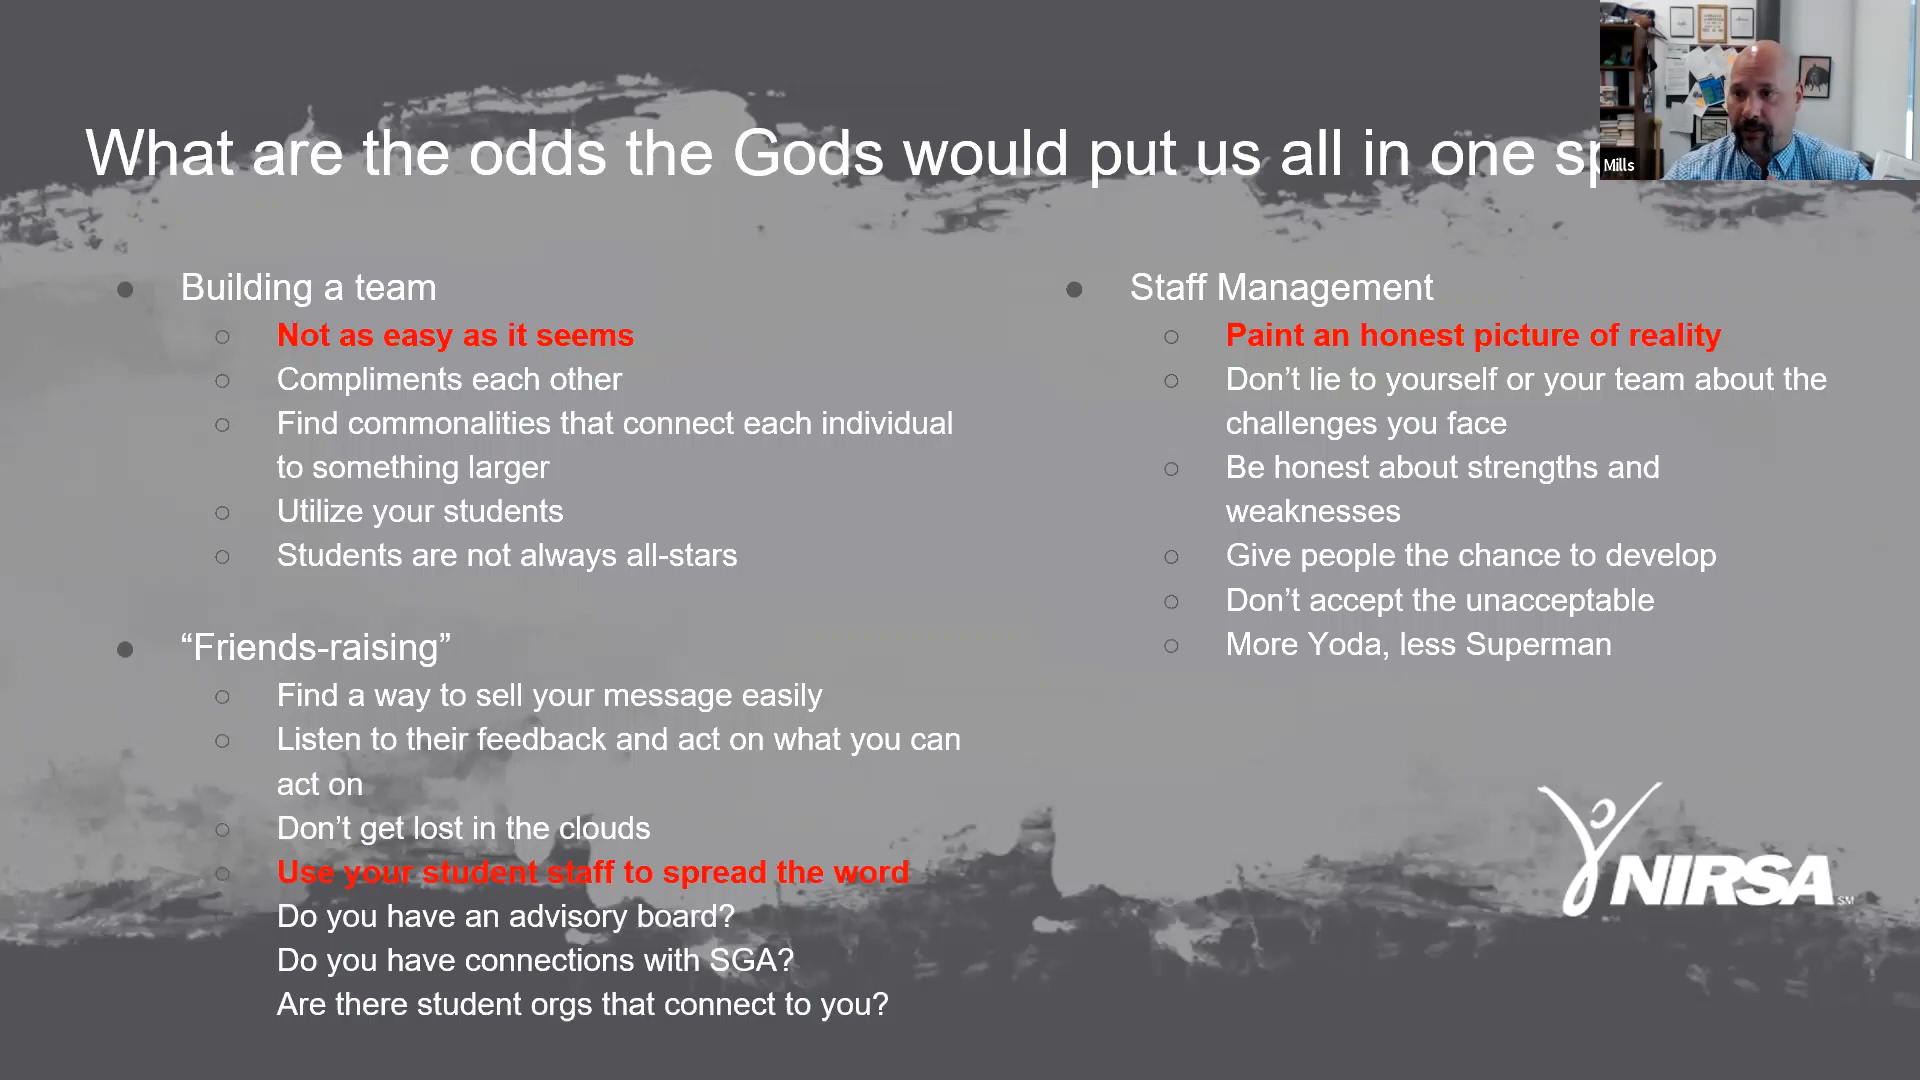 What are the odds the Gods would put us all in one
Mills
Building a team
Not as easy as it seems
Compliments each other
Find commonalities that connect each individual
to something larger
Utilize your students
Students are not always all-stars
“Friends-raising”
Find a way to sell your message easily
Listen to their feedback and act on what you can
act on
Don’t get lost in the clouds
Use your student staff to spread the word
Do you have an advisory board?
Do you have connections with SGA?
Are there student orgs that connect to you?
Staff Management
Paint an honest picture of reality
Don’t lie to yourself or your team about the
challenges you face
Be honest about strengths and
weaknesses
Give people the chance to develop
Don’t accept the unacceptable
More Yoda, less Superman
NIRSA SM